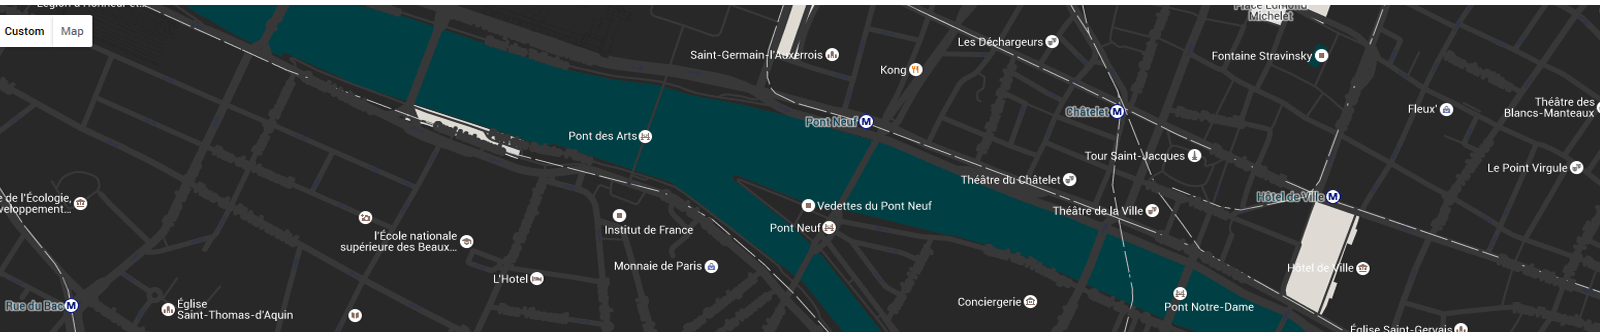 Légion d'Honneur et...
Place Edmond
Michelet
Custom
Map
Les Déchargeurs
Saint-Germain-l'Auxerrois
Fontaine Stravinsky
Kong
Théâtre des
Blancs-Manteaux
Fleux'
Châtelet
Pont Neuf
Pont des Arts
Tour Saint-Jacques
Le Point Virgule
Théâtre du Châtelet
Hôtel de Ville
e de l'Écologie,
veloppement...
Vedettes du Pont Neuf
Théâtre de la Ville
Institut de France
Pont Neuf
l'École nationale
supérieure des Beaux...
Monnaie de Paris
Hôtel de Ville
L'Hotel
Conciergerie
Rue du Bac
Église
Saint-Thomas-d'Aquin
Pont Notre-Dame
Église Saint-Gervais